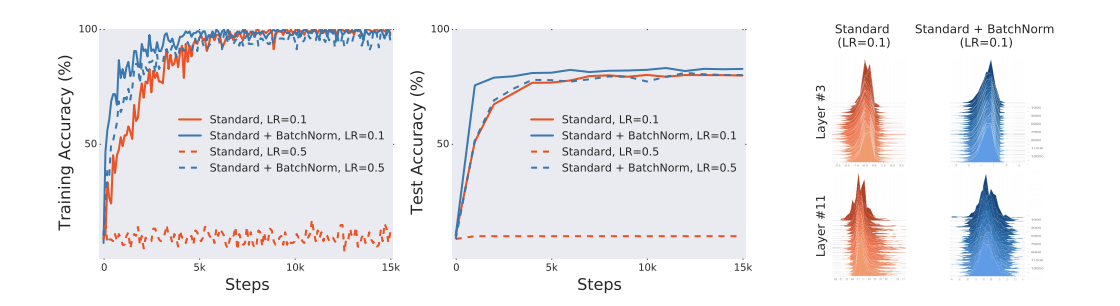 100
50
Training Accuracy (%)
Standard, LR=0.1
Standard + BatchNorm, LR=0.1
Standard, LR=0.5
Standard + BatchNorm, LR=0.5
0
5k
10k
15k
Steps
100
50
Test Accuracy (%)
Standard, LR=0.1
Standard + BatchNorm, LR=0.1
Standard, LR=0.5
Standard + BatchNorm, LR=0.5
0
5k
10k
15k
Steps
Standard
(LR=0.1)
Standard + BatchNorm
(LR=0.1)
Layer #3
Layer #11